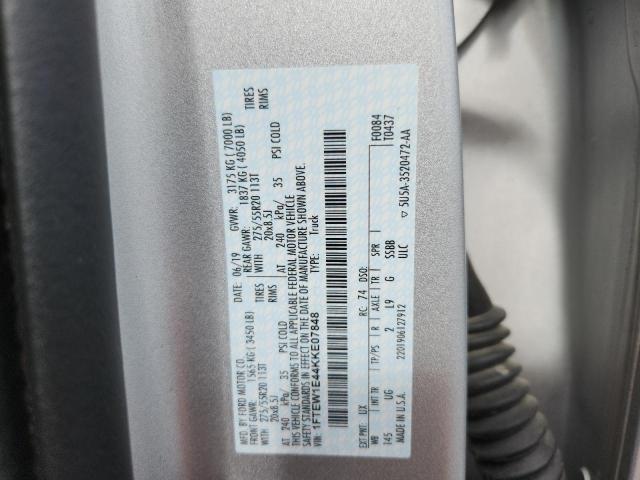 MFD. BY FORD MOTOR CO. DATE: 06/19 GVWR: 3175 KG ( 7000 LB)
FRONT GAWR: 1565 KG ( 3450 LB) REAR GAWR: 1837 KG ( 4050 LB)
275/55R20 113T TIRES WITH 275/55R20 113T TIRES
20x8.5J RIMS 20x8.5J RIMS
AT 240 kPa/ 35 PSI COLD AT 240 kPa/ 35 PSI COLD
THIS VEHICLE CONFORMS TO ALL APPLICABLE FEDERAL MOTOR VEHICLE
SAFETY STANDARDS IN EFFECT ON THE DATE OF MANUFACTURE SHOWN ABOVE.
VIN: 1FTEW1E44KKE07848 TYPE: Truck
F0084
EXT PNT: UX RC: 74 DSO: T0437
WB INT TR TP/PS R AXLE TR SPR
145 UG 2 L9 G SSBB
MADE IN U.S.A. 2201906127912 ULC ▽ 5U5A-3520472-AA